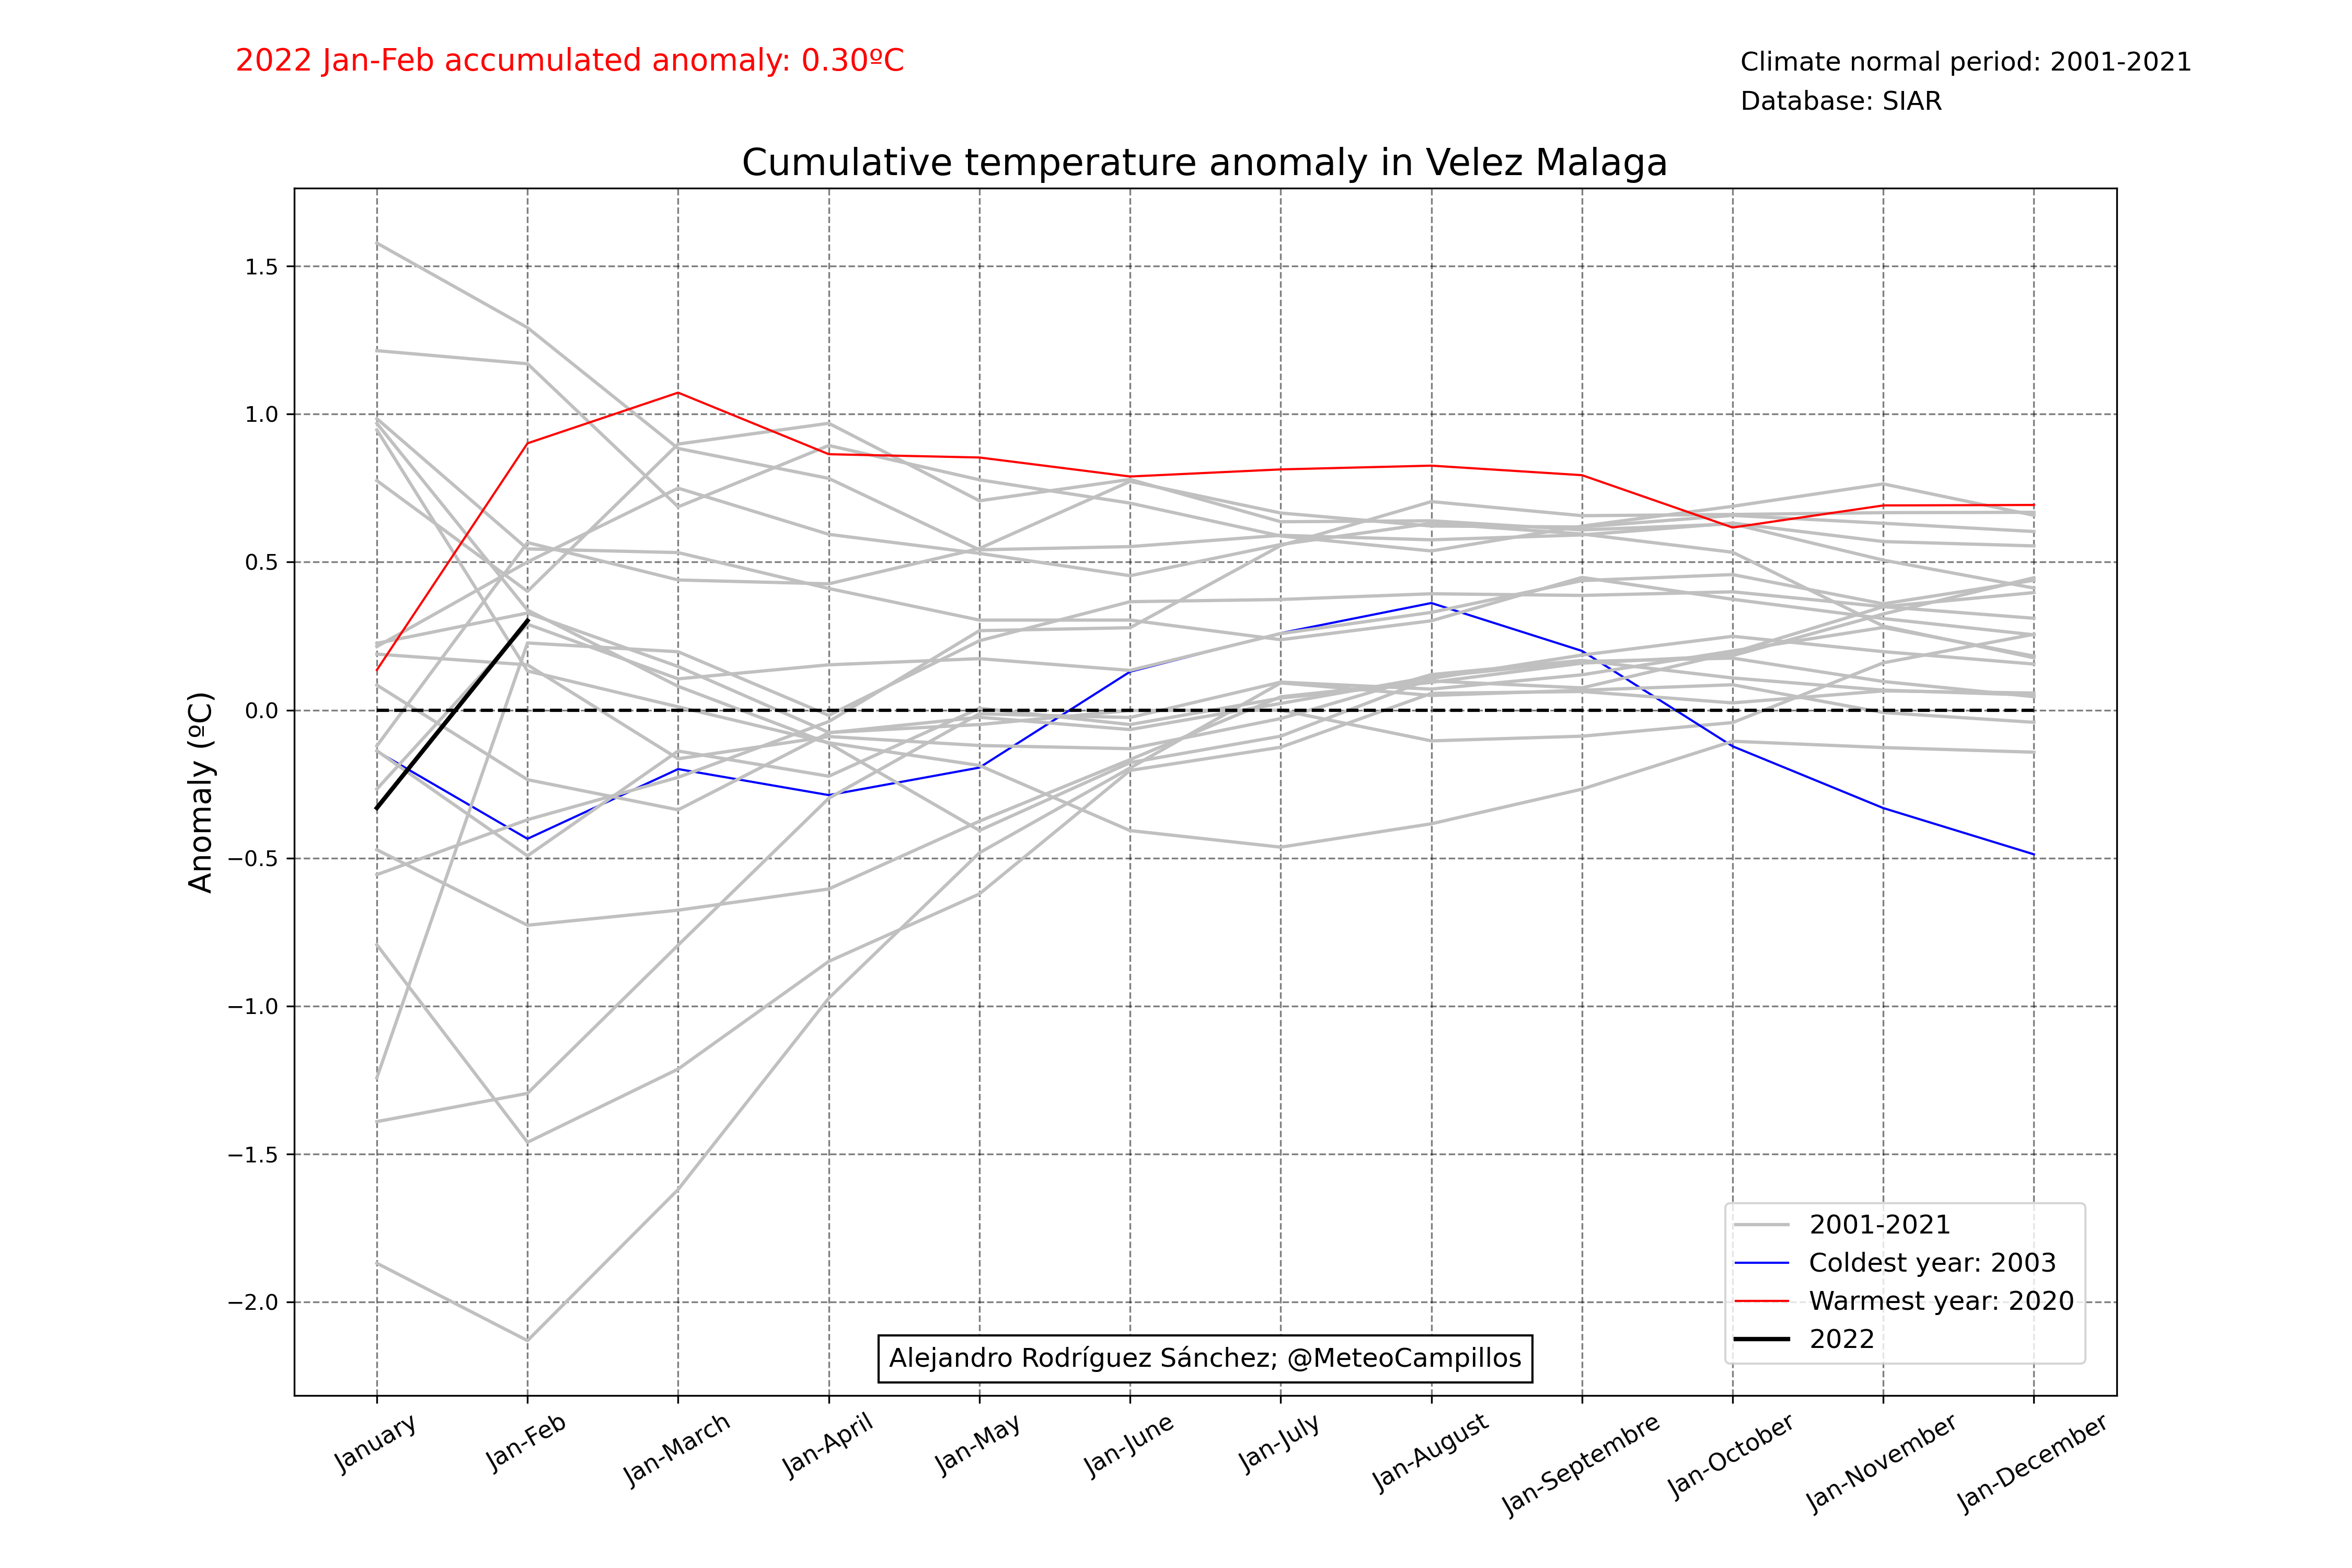 2022 Jan-Feb accumulated anomaly: 0.30ºC
Climate normal period: 2001-2021
Database: SIAR
Cumulative temperature anomaly in Velez Malaga
Anomaly (ºC)
1.5
1.0
0.5
0.0
−0.5
−1.0
−1.5
−2.0
2001-2021
Coldest year: 2003
Warmest year: 2020
2022
Alejandro Rodríguez Sánchez; @MeteoCampillos
January
Jan-Feb
Jan-March
Jan-April
Jan-May
Jan-June
Jan-July
Jan-August
Jan-Septembre
Jan-October
Jan-November
Jan-December